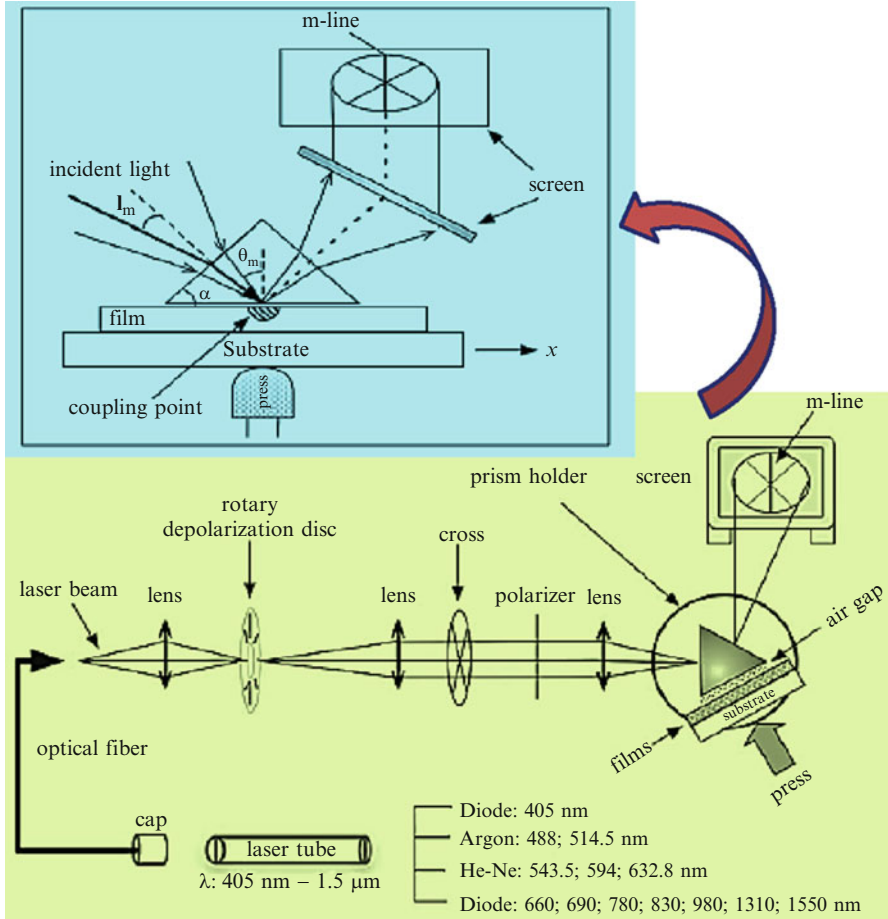 m-line
incident light
l_m
screen
θ_m
α
film
Substrate
x
coupling point
press
m-line
prism holder
screen
rotary
depolarization disc
cross
laser beam
lens
lens
polarizer
lens
air gap
substrate
films
press
optical fiber
cap
laser tube
λ: 405 nm – 1.5 μm
Diode: 405 nm
Argon: 488; 514.5 nm
He-Ne: 543.5; 594; 632.8 nm
Diode: 660; 690; 780; 830; 980; 1310; 1550 nm